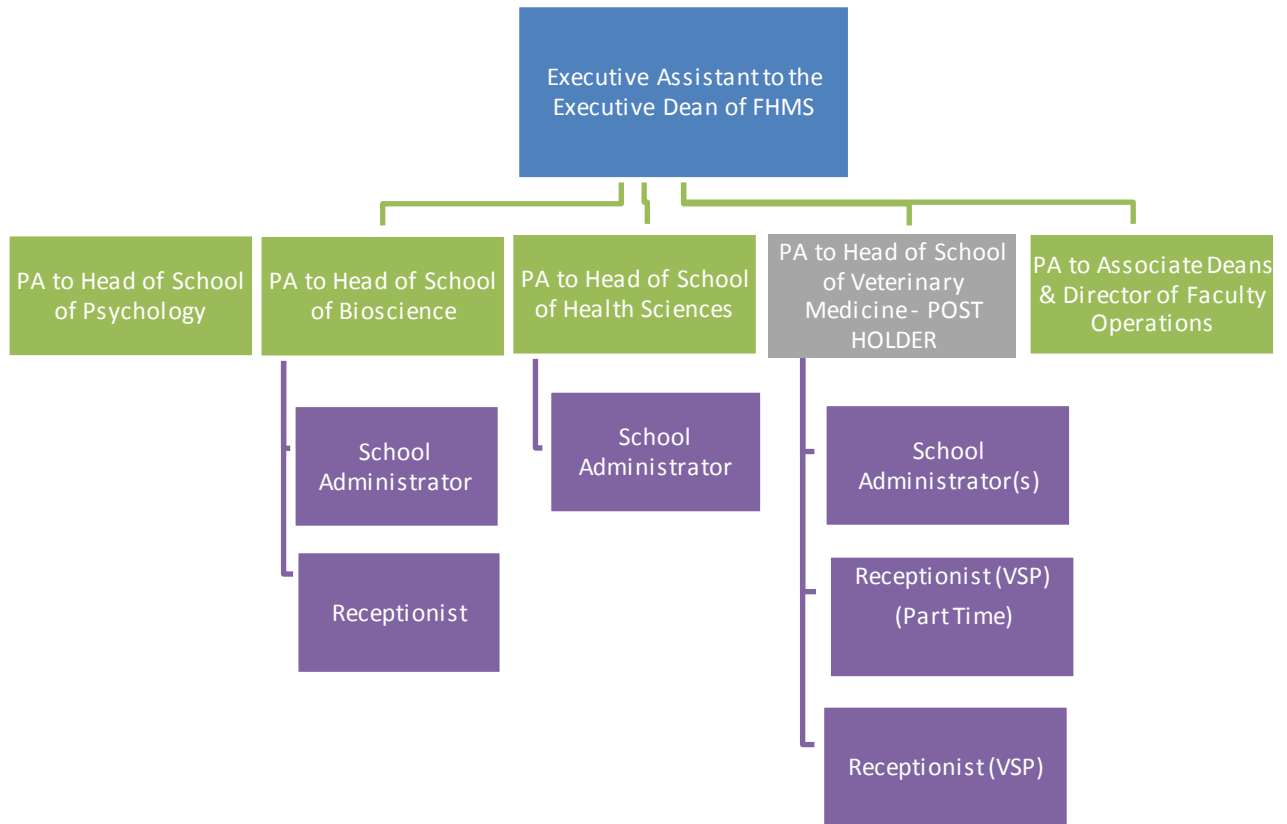 Executive Assistant to the
Executive Dean of FHMS
PA to Head of School
of Psychology
PA to Head of School
of Bioscience
PA to Head of School
of Health Sciences
PA to Head of School
of Veterinary
Medicine - POST
HOLDER
PA to Associate Deans
& Director of Faculty
Operations
School
Administrator
School
Administrator
School
Administrator(s)
Receptionist
Receptionist (VSP)
(Part Time)
Receptionist (VSP)